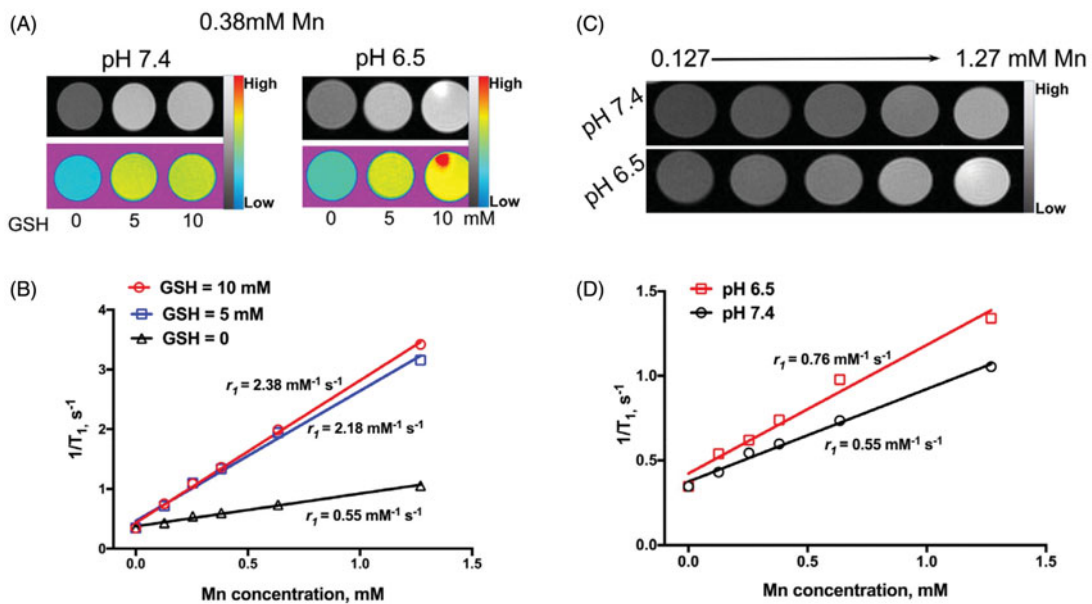 (A)
0.38mM Mn
pH 7.4
pH 6.5
High
Low
High
Low
GSH 0 5 10 0 5 10 mM
(B)
GSH = 10 mM
GSH = 5 mM
GSH = 0
4
3
2
1
0
1/T1, s-1
r1 = 2.38 mM-1 s-1
r1 = 2.18 mM-1 s-1
r1 = 0.55 mM-1 s-1
0.0 0.5 1.0 1.5
Mn concentration, mM
(C)
0.127 1.27 mM Mn
pH 7.4
pH 6.5
High
Low
(D)
pH 6.5
pH 7.4
1.5
1.0
0.5
0.0
1/T1, s-1
r1 = 0.76 mM-1 s-1
r1 = 0.55 mM-1 s-1
0.0 0.5 1.0 1.5
Mn concentration, mM